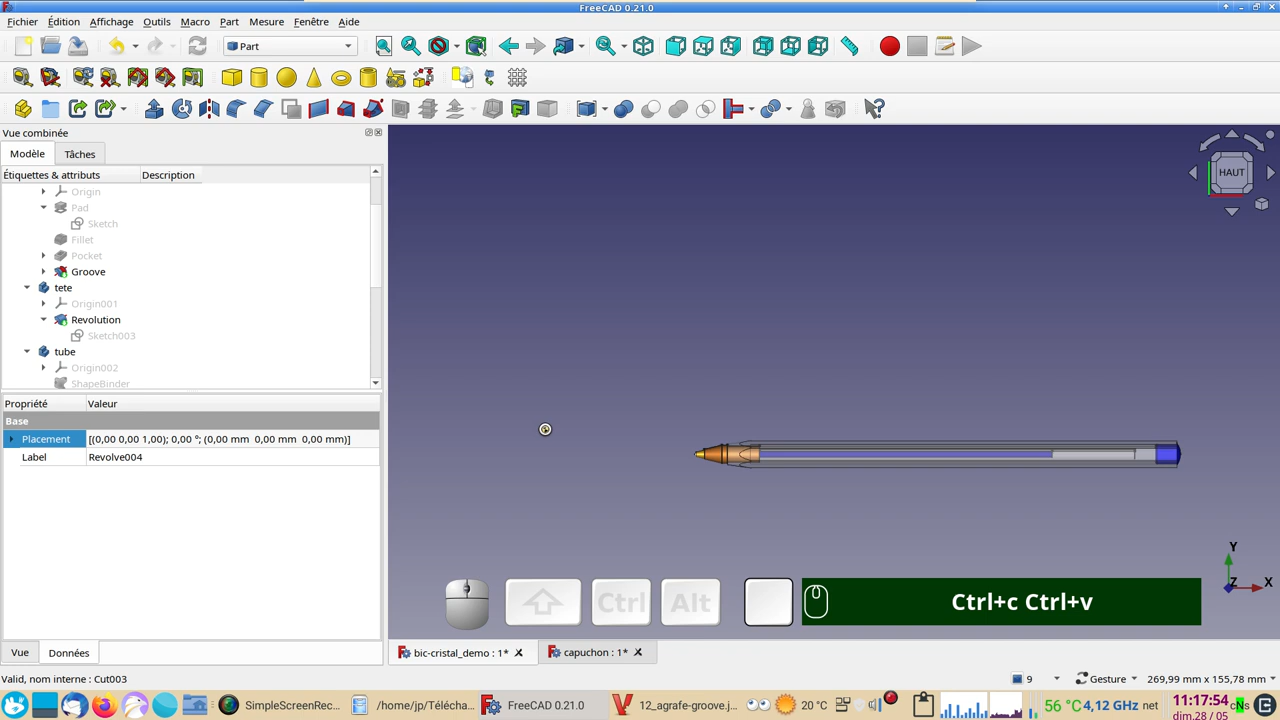 FreeCAD 0.21.0
Fichier Édition Affichage Outils Macro Part Mesure Fenêtre Aide
Part
Vue combinée
Modèle Tâches
Étiquettes & attributs Description
Origin
Pad
Sketch
Fillet
Pocket
Groove
tete
Origin001
Revolution
Sketch003
tube
Origin002
ShapeBinder
Propriété Valeur
Base
Placement [(0,00 0,00 1,00); 0,00 °; (0,00 mm 0,00 mm 0,00 mm)]
Label Revolve004
HAUT
Y
Z X
Ctrl Alt Ctrl+c Ctrl+v
Vue Données
bic-cristal_demo : 1* capuchon : 1*
Valid, nom interne : Cut003
9 Gesture 269,99 mm x 155,78 mm
SimpleScreenRec... /home/jp/Télécha... FreeCAD 0.21.0 12_agrafe-groove.j... 20 °C 56 °C 4,12 GHz net 11:17:54
cNs dim.28/05